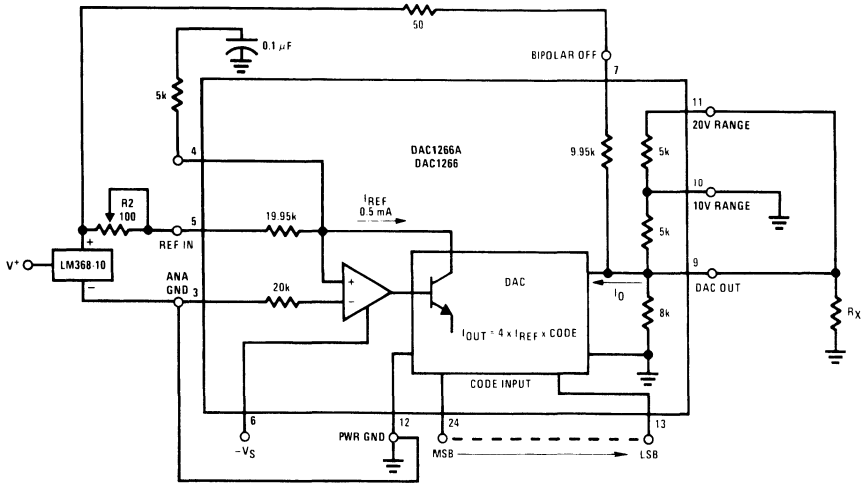 50
0.1 μF
BIPOLAR OFF
7
5k
11
20V RANGE
DAC1266A
DAC1266
4
9.95k
5k
10
10V RANGE
R2
100
I_REF
0.5 mA
5
REF IN
19.95k
5k
V+
+
LM368-10
−
ANA
GND
3
20k
+
−
DAC
9
DAC OUT
I_O
8k
R_X
I_OUT = 4 x I_REF x CODE
CODE INPUT
6
−V_S
12
PWR GND
24
MSB
13
LSB